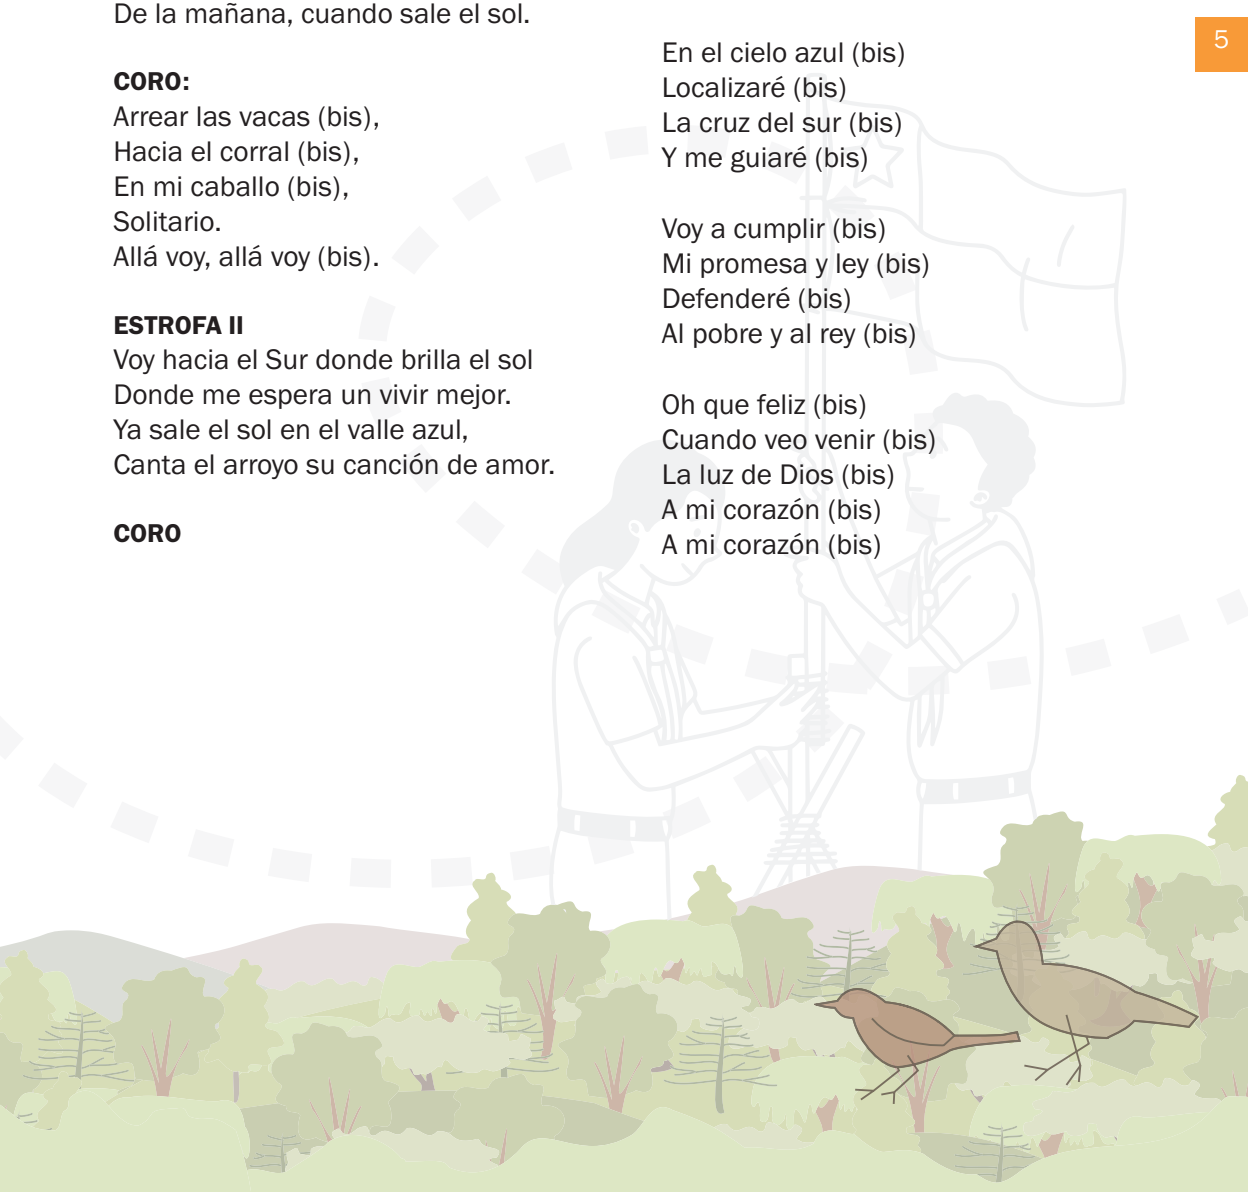 De la mañana, cuando sale el sol.
CORO:
Arrear las vacas (bis),
Hacia el corral (bis),
En mi caballo (bis),
Solitario.
Allá voy, allá voy (bis).
ESTROFA II
Voy hacia el Sur donde brilla el sol
Donde me espera un vivir mejor.
Ya sale el sol en el valle azul,
Canta el arroyo su canción de amor.
CORO
En el cielo azul (bis)
Localizaré (bis)
La cruz del sur (bis)
Y me guiaré (bis)
Voy a cumplir (bis)
Mi promesa y ley (bis)
Defenderé (bis)
Al pobre y al rey (bis)
Oh que feliz (bis)
Cuando veo venir (bis)
La luz de Dios (bis)
A mi corazón (bis)
A mi corazón (bis)
5